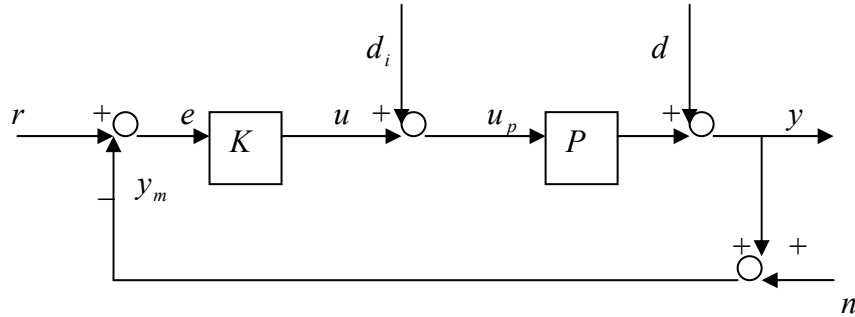 d_i d
r + e K u + u_p P + y
− y_m
+ +
n